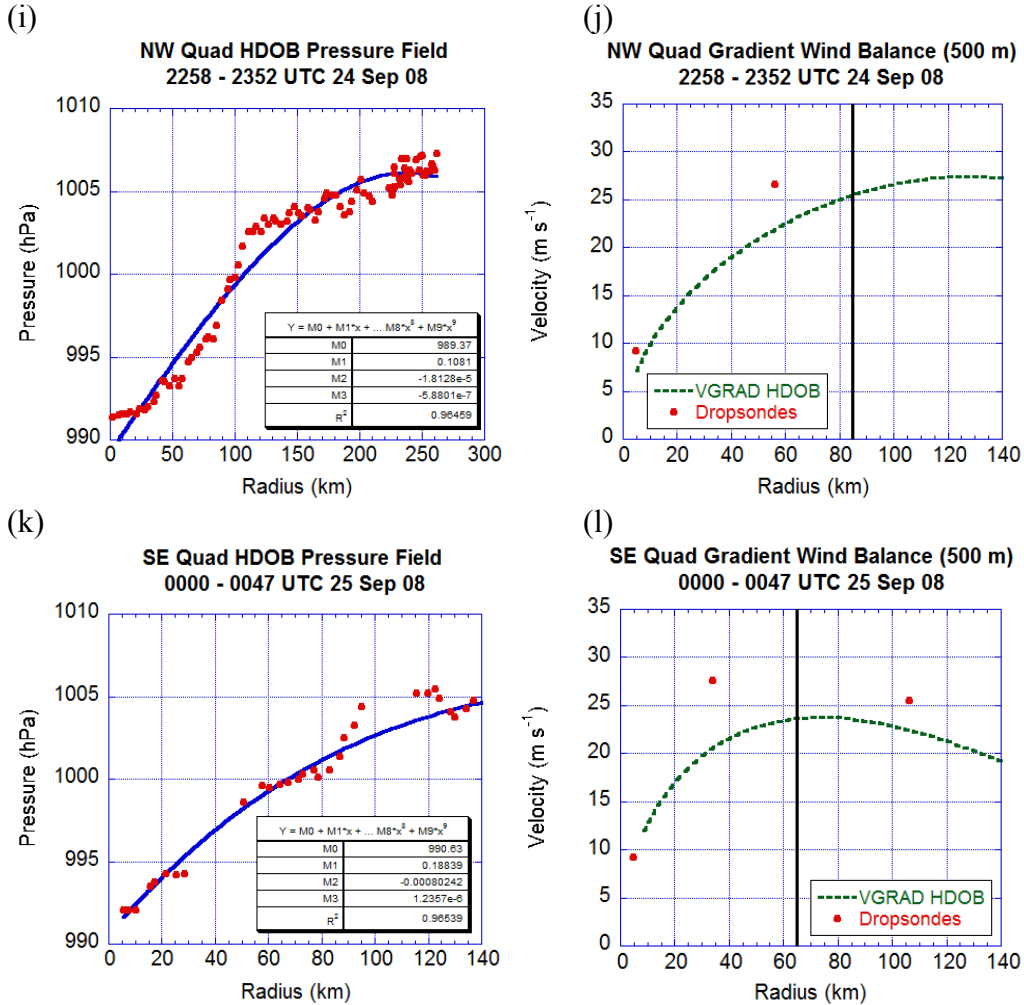 (i)
NW Quad HDOB Pressure Field
2258 - 2352 UTC 24 Sep 08
Pressure (hPa)
1010
1005
1000
995
990
0 50 100 150 200 250 300
Radius (km)
Y = M0 + M1*x + ... M8*x⁸ + M9*x⁹
M0 989.37
M1 0.1081
M2 -1.8128e-5
M3 -5.8801e-7
R² 0.96459
(j)
NW Quad Gradient Wind Balance (500 m)
2258 - 2352 UTC 24 Sep 08
Velocity (m s⁻¹)
35
30
25
20
15
10
5
0
0 20 40 60 80 100 120 140
Radius (km)
VGRAD HDOB
Dropsondes
(k)
SE Quad HDOB Pressure Field
0000 - 0047 UTC 25 Sep 08
Pressure (hPa)
1010
1005
1000
995
990
0 20 40 60 80 100 120 140
Radius (km)
Y = M0 + M1*x + ... M8*x⁸ + M9*x⁹
M0 990.63
M1 0.18839
M2 -0.00080242
M3 1.2357e-6
R² 0.96539
(l)
SE Quad Gradient Wind Balance (500 m)
0000 - 0047 UTC 25 Sep 08
Velocity (m s⁻¹)
35
30
25
20
15
10
5
0
0 20 40 60 80 100 120 140
Radius (km)
VGRAD HDOB
Dropsondes